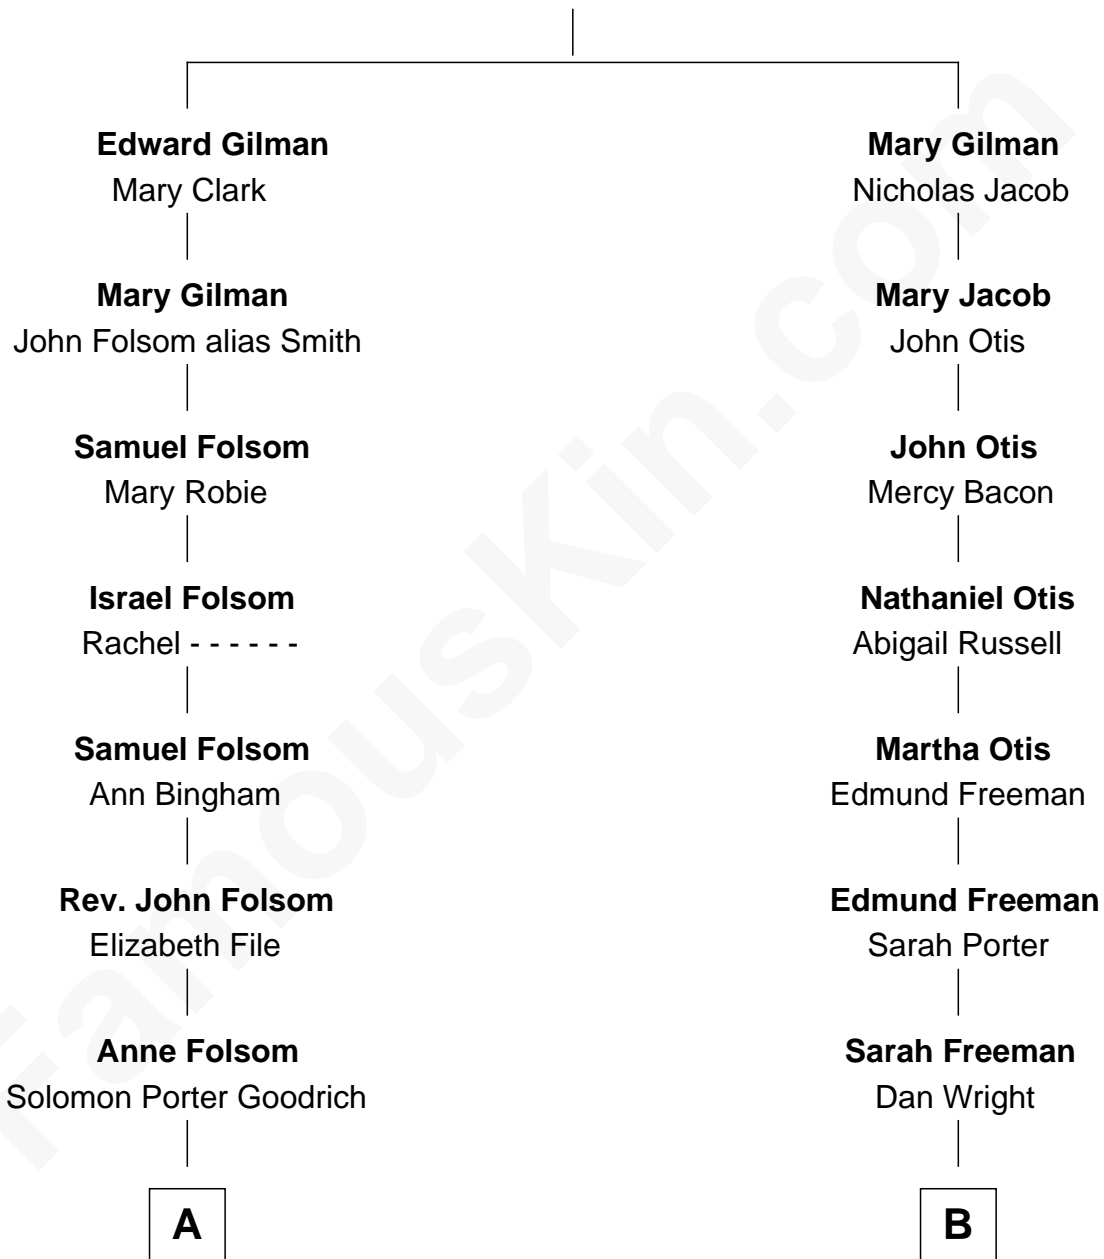 Edward Gilman
Mary Clark
Mary Gilman
John Folsom alias Smith
Samuel Folsom
Mary Robie
Israel Folsom
Rachel - - - - - -
Samuel Folsom
Ann Bingham
Rev. John Folsom
Elizabeth File
Anne Folsom
Solomon Porter Goodrich
A
Mary Gilman
Nicholas Jacob
Mary Jacob
John Otis
John Otis
Mercy Bacon
Nathaniel Otis
Abigail Russell
Martha Otis
Edmund Freeman
Edmund Freeman
Sarah Porter
Sarah Freeman
Dan Wright
B
FamousKin.com